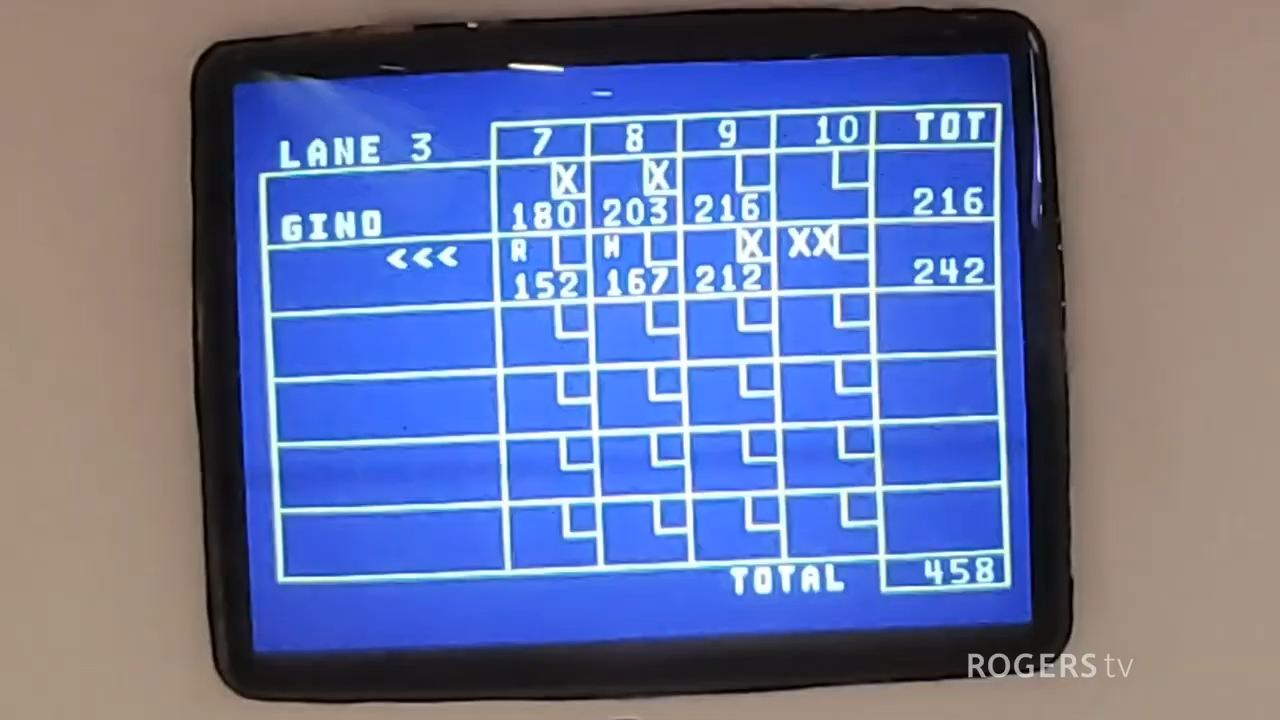 LANE 3 7 8 9 10 TOT
X X
GINO 180 203 216 216
<<< R H X XX
152 167 212 242
TOTAL 458
ROGERS tv